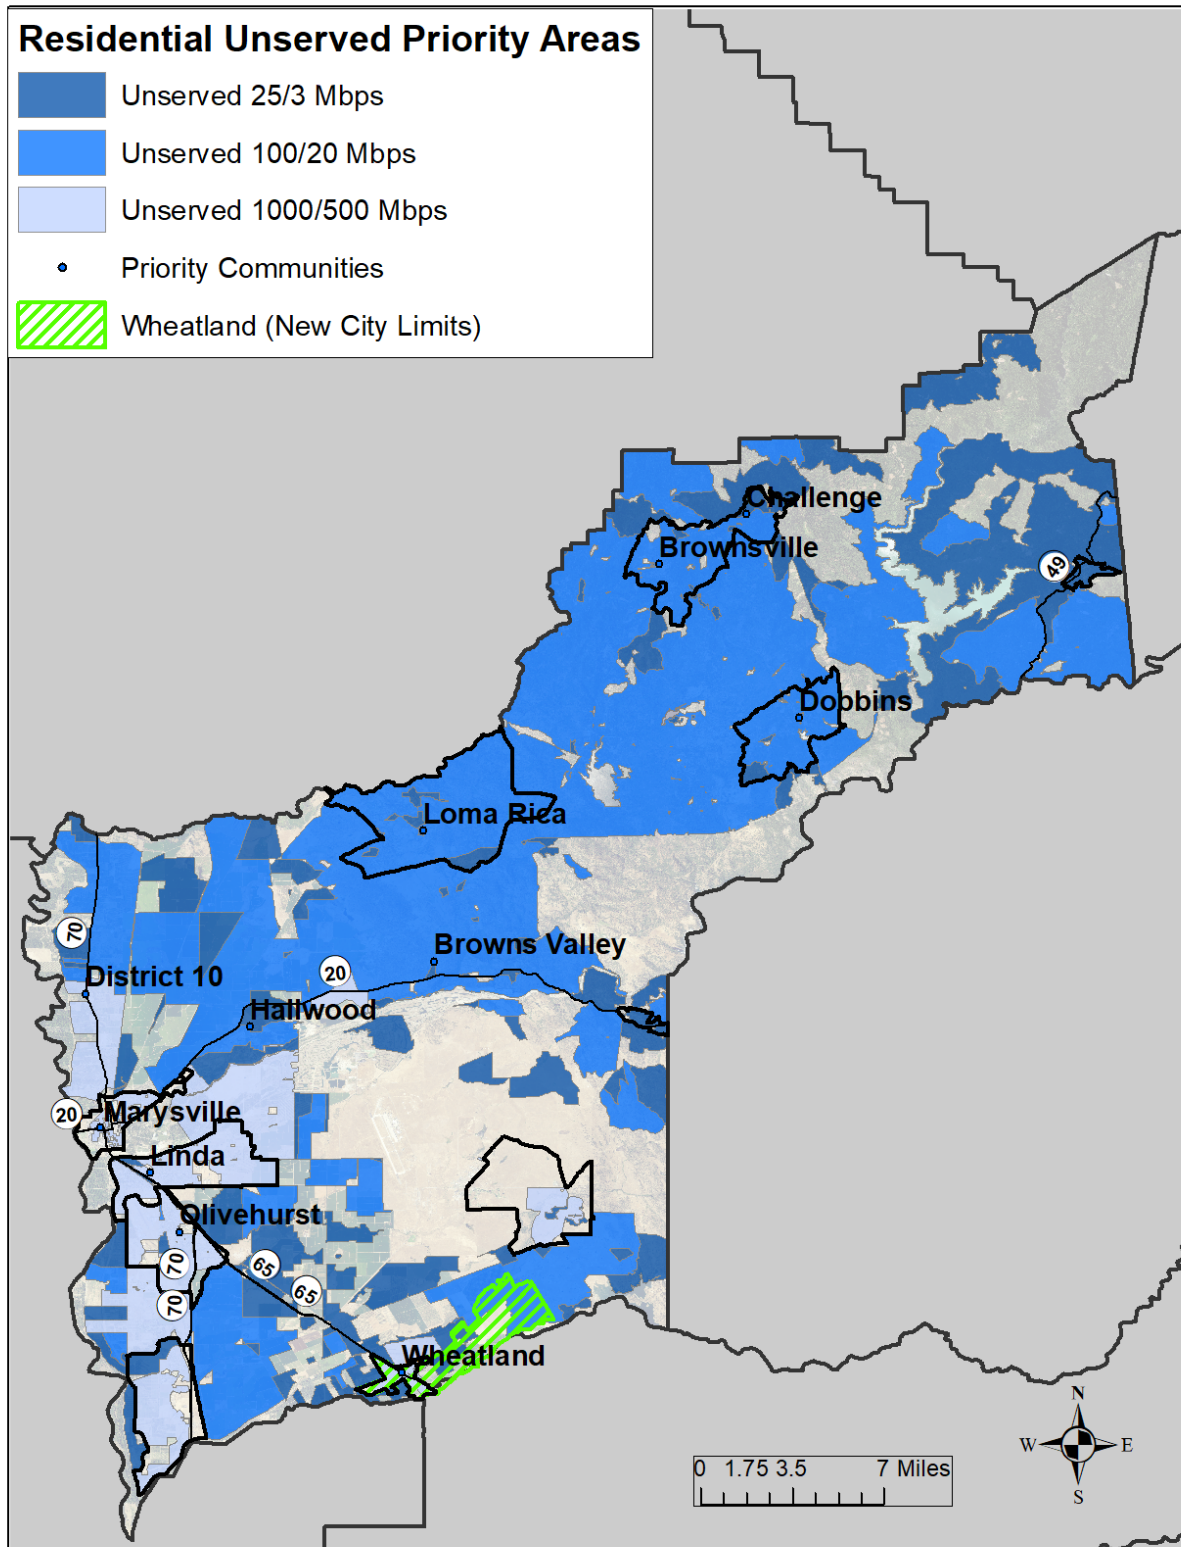 Residential Unserved Priority Areas
Unserved 25/3 Mbps
Unserved 100/20 Mbps
Unserved 1000/500 Mbps
Priority Communities
Wheatland (New City Limits)
Challenge
Brownsville
49
Dobbins
Loma Rica
70
Browns Valley
District 10
20
Hallwood
20
Marysville
Linda
Olivehurst
70
65
65
70
Wheatland
N
W
E
S
0 1.75 3.5 7 Miles